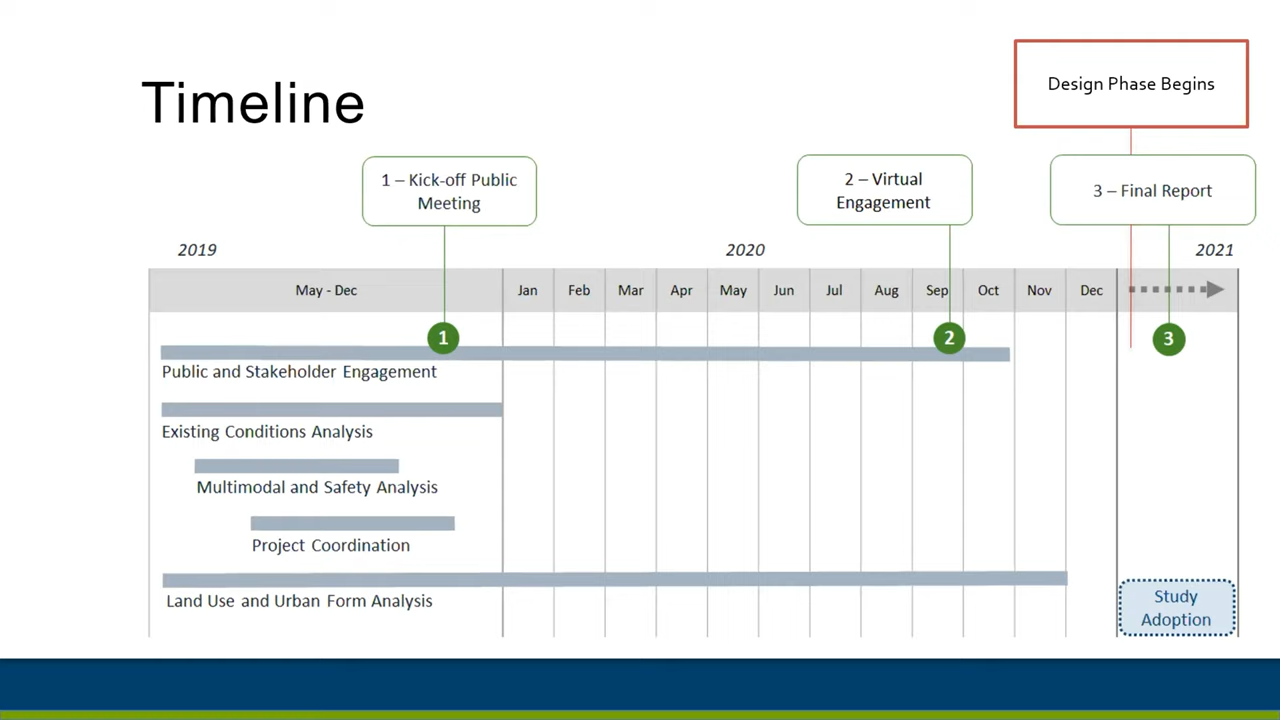 Design Phase Begins
Timeline
1 – Kick-off Public
Meeting
2 – Virtual
Engagement
3 – Final Report
2019
2020
2021
May - Dec
Jan
Feb
Mar
Apr
May
Jun
Jul
Aug
Sep
Oct
Nov
Dec
1
2
3
Public and Stakeholder Engagement
Existing Conditions Analysis
Multimodal and Safety Analysis
Project Coordination
Land Use and Urban Form Analysis
Study
Adoption